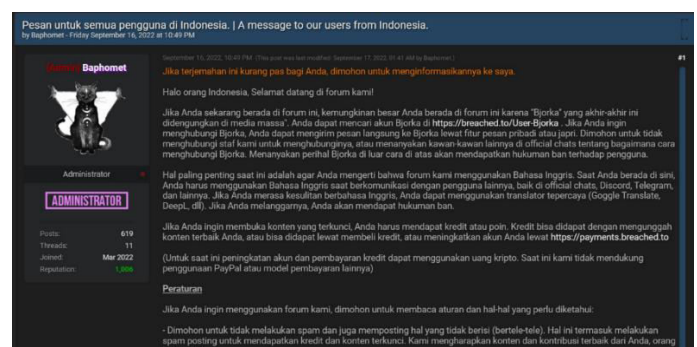 Pesan untuk semua pengguna di Indonesia. | A message to our users from Indonesia.
by Baphomet - Friday September 16, 2022 at 10:49 PM
September 16, 2022, 10:49 PM (This post was last modified: September 17, 2022, 01:47 AM by Baphomet.)
#1
Baphomet
Jika terjemahan ini kurang pas bagi Anda, dimohon untuk menginformasikannya ke saya.
Halo orang Indonesia, Selamat datang di forum kami!
Jika Anda sekarang berada di forum ini, kemungkinan besar Anda berada di forum ini karena "Bjorka" yang akhir-akhir ini
didengungkan di media massa". Anda dapat mencari akun Bjorka di https://breached.to/User-Bjorka . Jika Anda ingin
menghubungi Bjorka, Anda dapat mengirim pesan langsung ke Bjorka lewat fitur pesan pribadi atau japri. Dimohon untuk tidak
menghubungi staf kami untuk menghubunginya, atau menanyakan kawan-kawan lainnya di official chats tentang bagaimana cara
menghubungi Bjorka. Menanyakan perihal Bjorka di luar cara di atas akan mendapatkan hukuman ban terhadap pengguna.
Administrator
ADMINISTRATOR
Posts: 619
Threads: 11
Joined: Mar 2022
Reputation:
Hal paling penting saat ini adalah agar Anda mengerti bahwa forum kami menggunakan Bahasa Inggris. Saat Anda berada di sini,
Anda harus menggunakan Bahasa Inggris saat berkomunikasi dengan pengguna lainnya, baik di official chats, Discord, Telegram,
dan lainnya. Jika Anda merasa kesulitan berbahasa Inggris, Anda dapat menggunakan translator tepercaya (Goggle Translate,
DeepL, dll). Jika Anda melanggarnya, Anda akan mendapat hukuman ban.
Jika Anda ingin membuka konten yang terkunci, Anda harus mendapat kredit atau poin. Kredit bisa didapat dengan mengunggah
konten terbaik Anda, atau bisa didapat lewat membeli kredit, atau meningkatkan akun Anda lewat https://payments.breached.to
(Untuk saat ini peningkatan akun dan pembayaran kredit dapat menggunakan uang kripto. Saat ini kami tidak mendukung
penggunaan PayPal atau model pembayaran lainnya)
Peraturan
Jika Anda ingin menggunakan forum kami, dimohon untuk membaca aturan dan hal-hal yang perlu diketahui:
- Dimohon untuk tidak melakukan spam dan juga memposting hal yang tidak berisi (bertele-tele). Hal ini termasuk melakukan
spam posting untuk mendapatkan kredit dan konten terkunci. Kami mengharapkan konten dan kontribusi terbaik dari Anda, orang